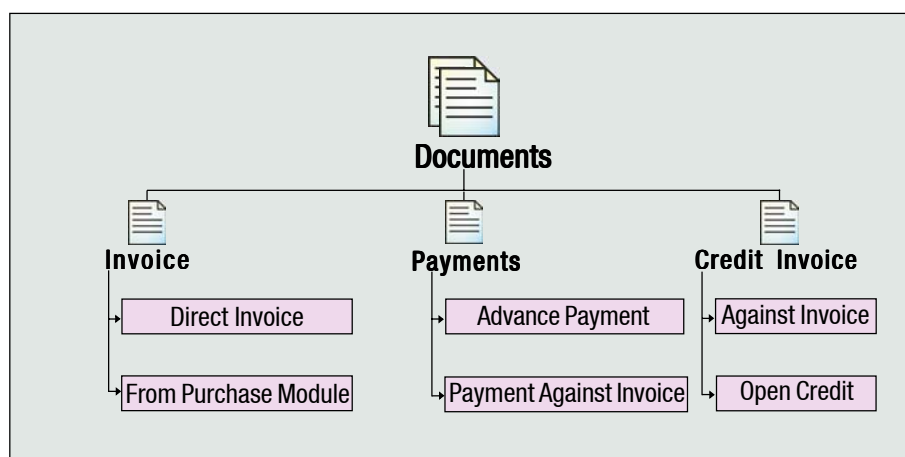 Documents
Invoice
Payments
Credit Invoice
Direct Invoice
Advance Payment
Against Invoice
From Purchase Module
Payment Against Invoice
Open Credit